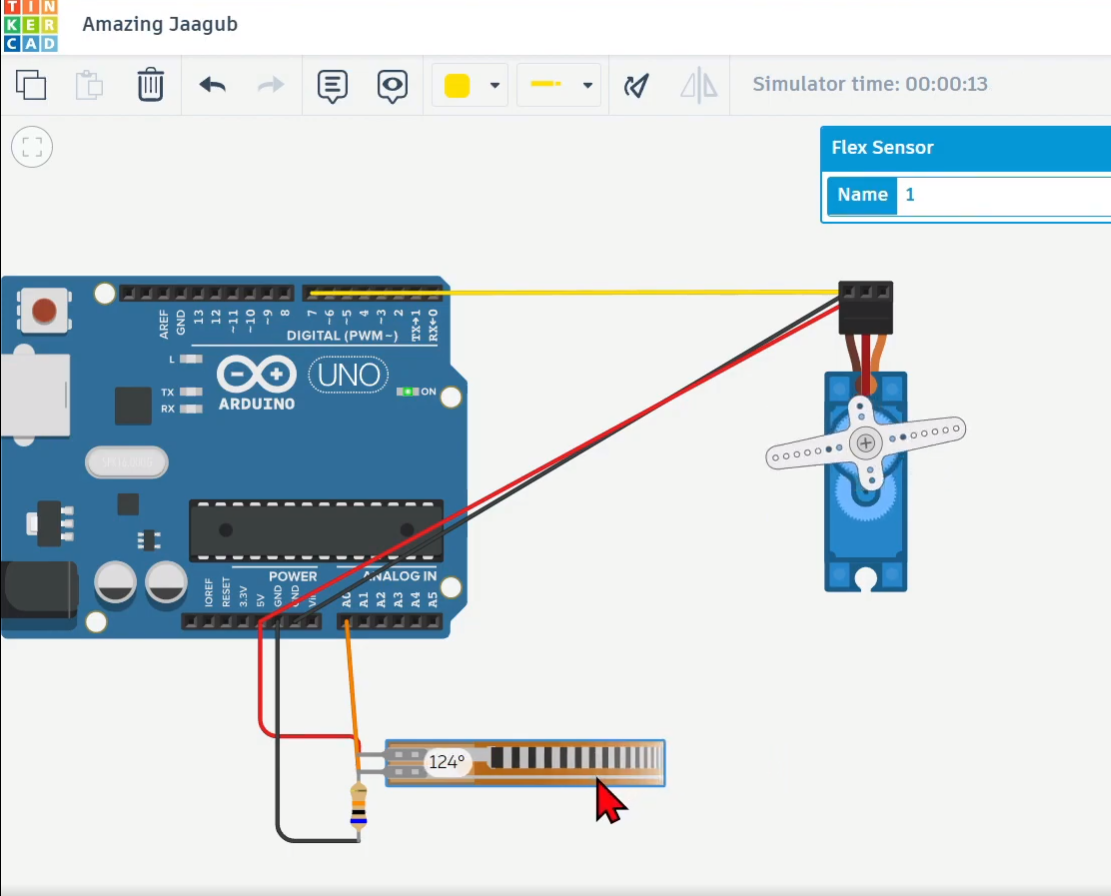 TIN
KER
CAD
Amazing Jaagub
Simulator time: 00:00:13
Flex Sensor
Name 1
AREF
GND
13
12
~11
~10
~9
8
7
~6
~5
4
~3
2
TX→1
RX←0
DIGITAL (PWM~)
L
TX
RX
ARDUINO
UNO
ON
POWER
ANALOG IN
IOREF
RESET
3.3V
5V
GND
GND
A0
A1
A2
A3
A4
A5
124°